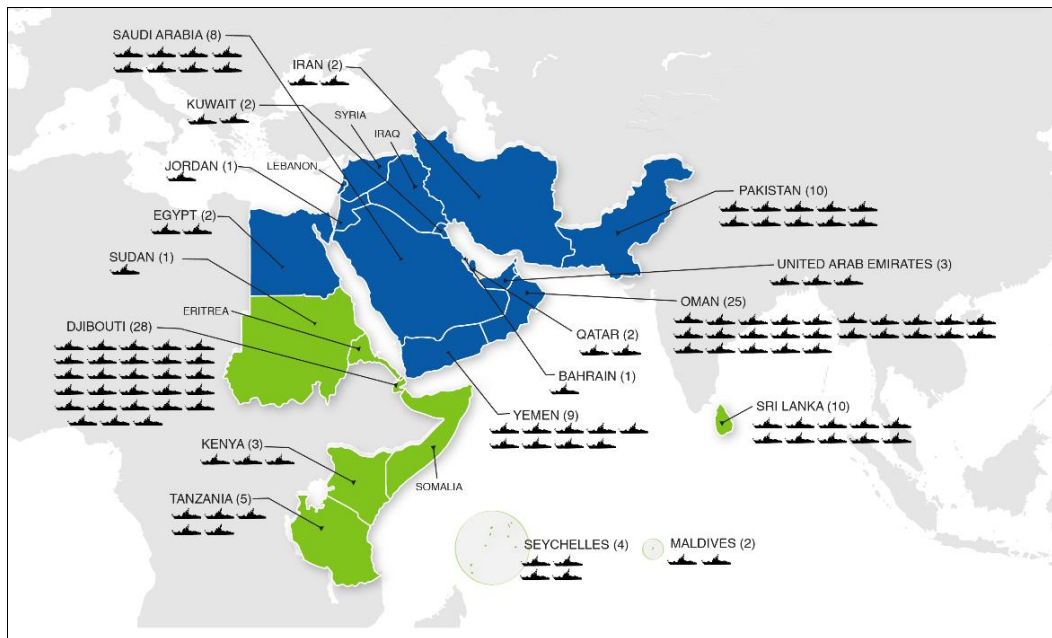 SAUDI ARABIA (8)
IRAN (2)
KUWAIT (2)
SYRIA
IRAQ
JORDAN (1)
LEBANON
PAKISTAN (10)
EGYPT (2)
SUDAN (1)
UNITED ARAB EMIRATES (3)
OMAN (25)
ERITREA
DJIBOUTI (28)
QATAR (2)
BAHRAIN (1)
YEMEN (9)
SRI LANKA (10)
KENYA (3)
SOMALIA
TANZANIA (5)
SEYCHELLES (4)
MALDIVES (2)